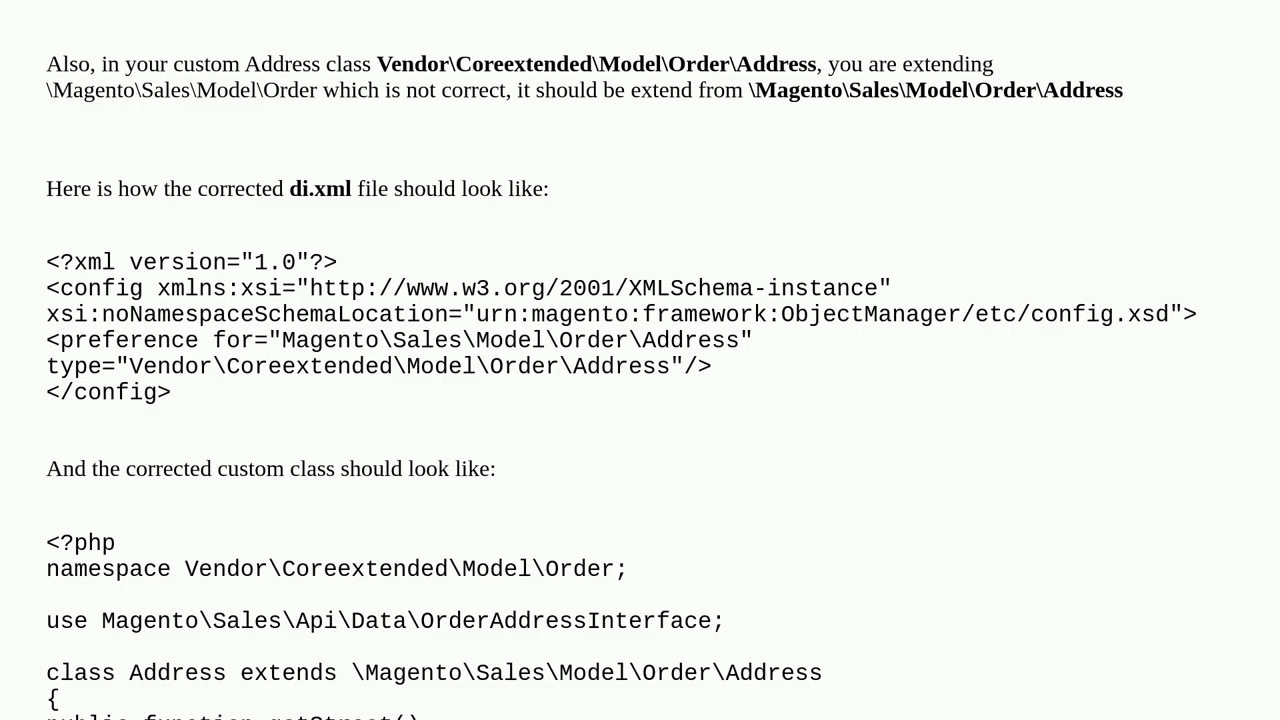 Also, in your custom Address class Vendor\Coreextended\Model\Order\Address, you are extending
\Magento\Sales\Model\Order which is not correct, it should be extend from \Magento\Sales\Model\Order\Address
Here is how the corrected di.xml file should look like:
<?xml version="1.0"?>
<config xmlns:xsi="http://www.w3.org/2001/XMLSchema-instance"
xsi:noNamespaceSchemaLocation="urn:magento:framework:ObjectManager/etc/config.xsd">
<preference for="Magento\Sales\Model\Order\Address"
type="Vendor\Coreextended\Model\Order\Address"/>
</config>
And the corrected custom class should look like:
<?php
namespace Vendor\Coreextended\Model\Order;
use Magento\Sales\Api\Data\OrderAddressInterface;
class Address extends \Magento\Sales\Model\Order\Address
{
public function getStreet()